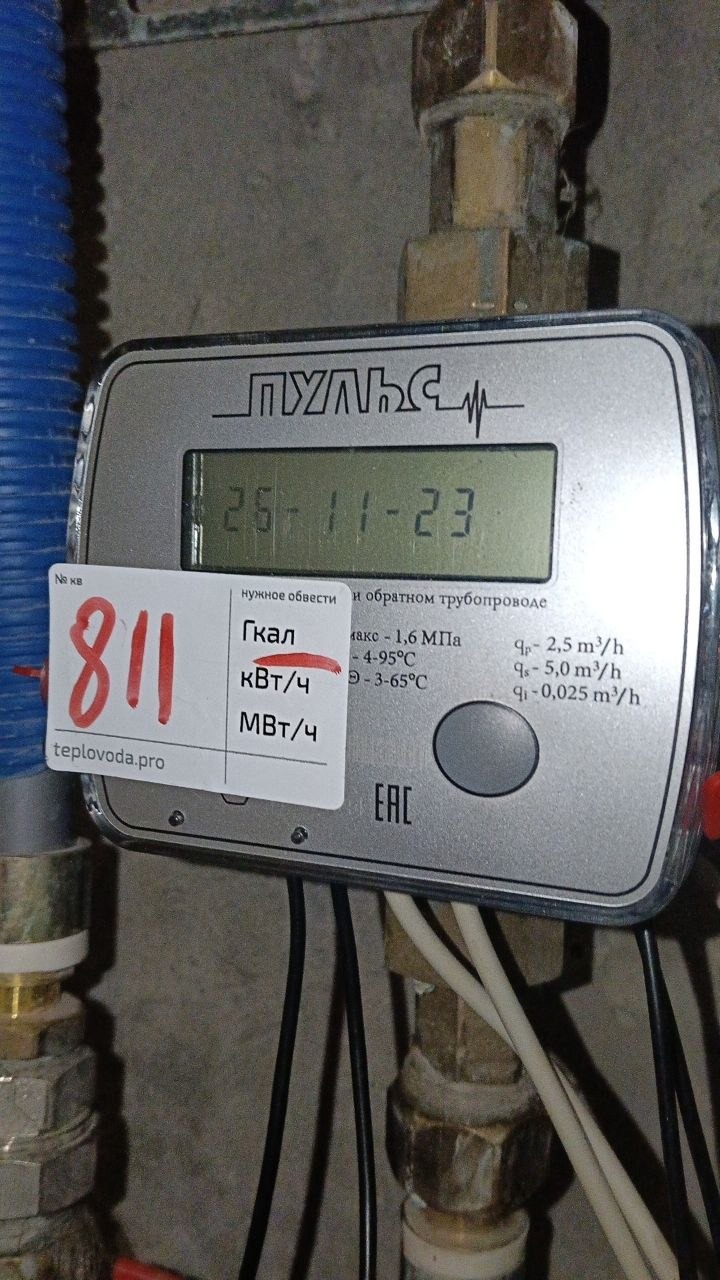 ПУЛЬС
26-11-23
и обратном трубопроводе
макс - 1,6 МПа
- 4-95°C
- 3-65°C
qp - 2,5 m³/h
qs - 5,0 m³/h
qi - 0,025 m³/h
EAC
№ кв
811
нужное обвести
Гкал
кВт/ч
МВт/ч
teplovoda.pro